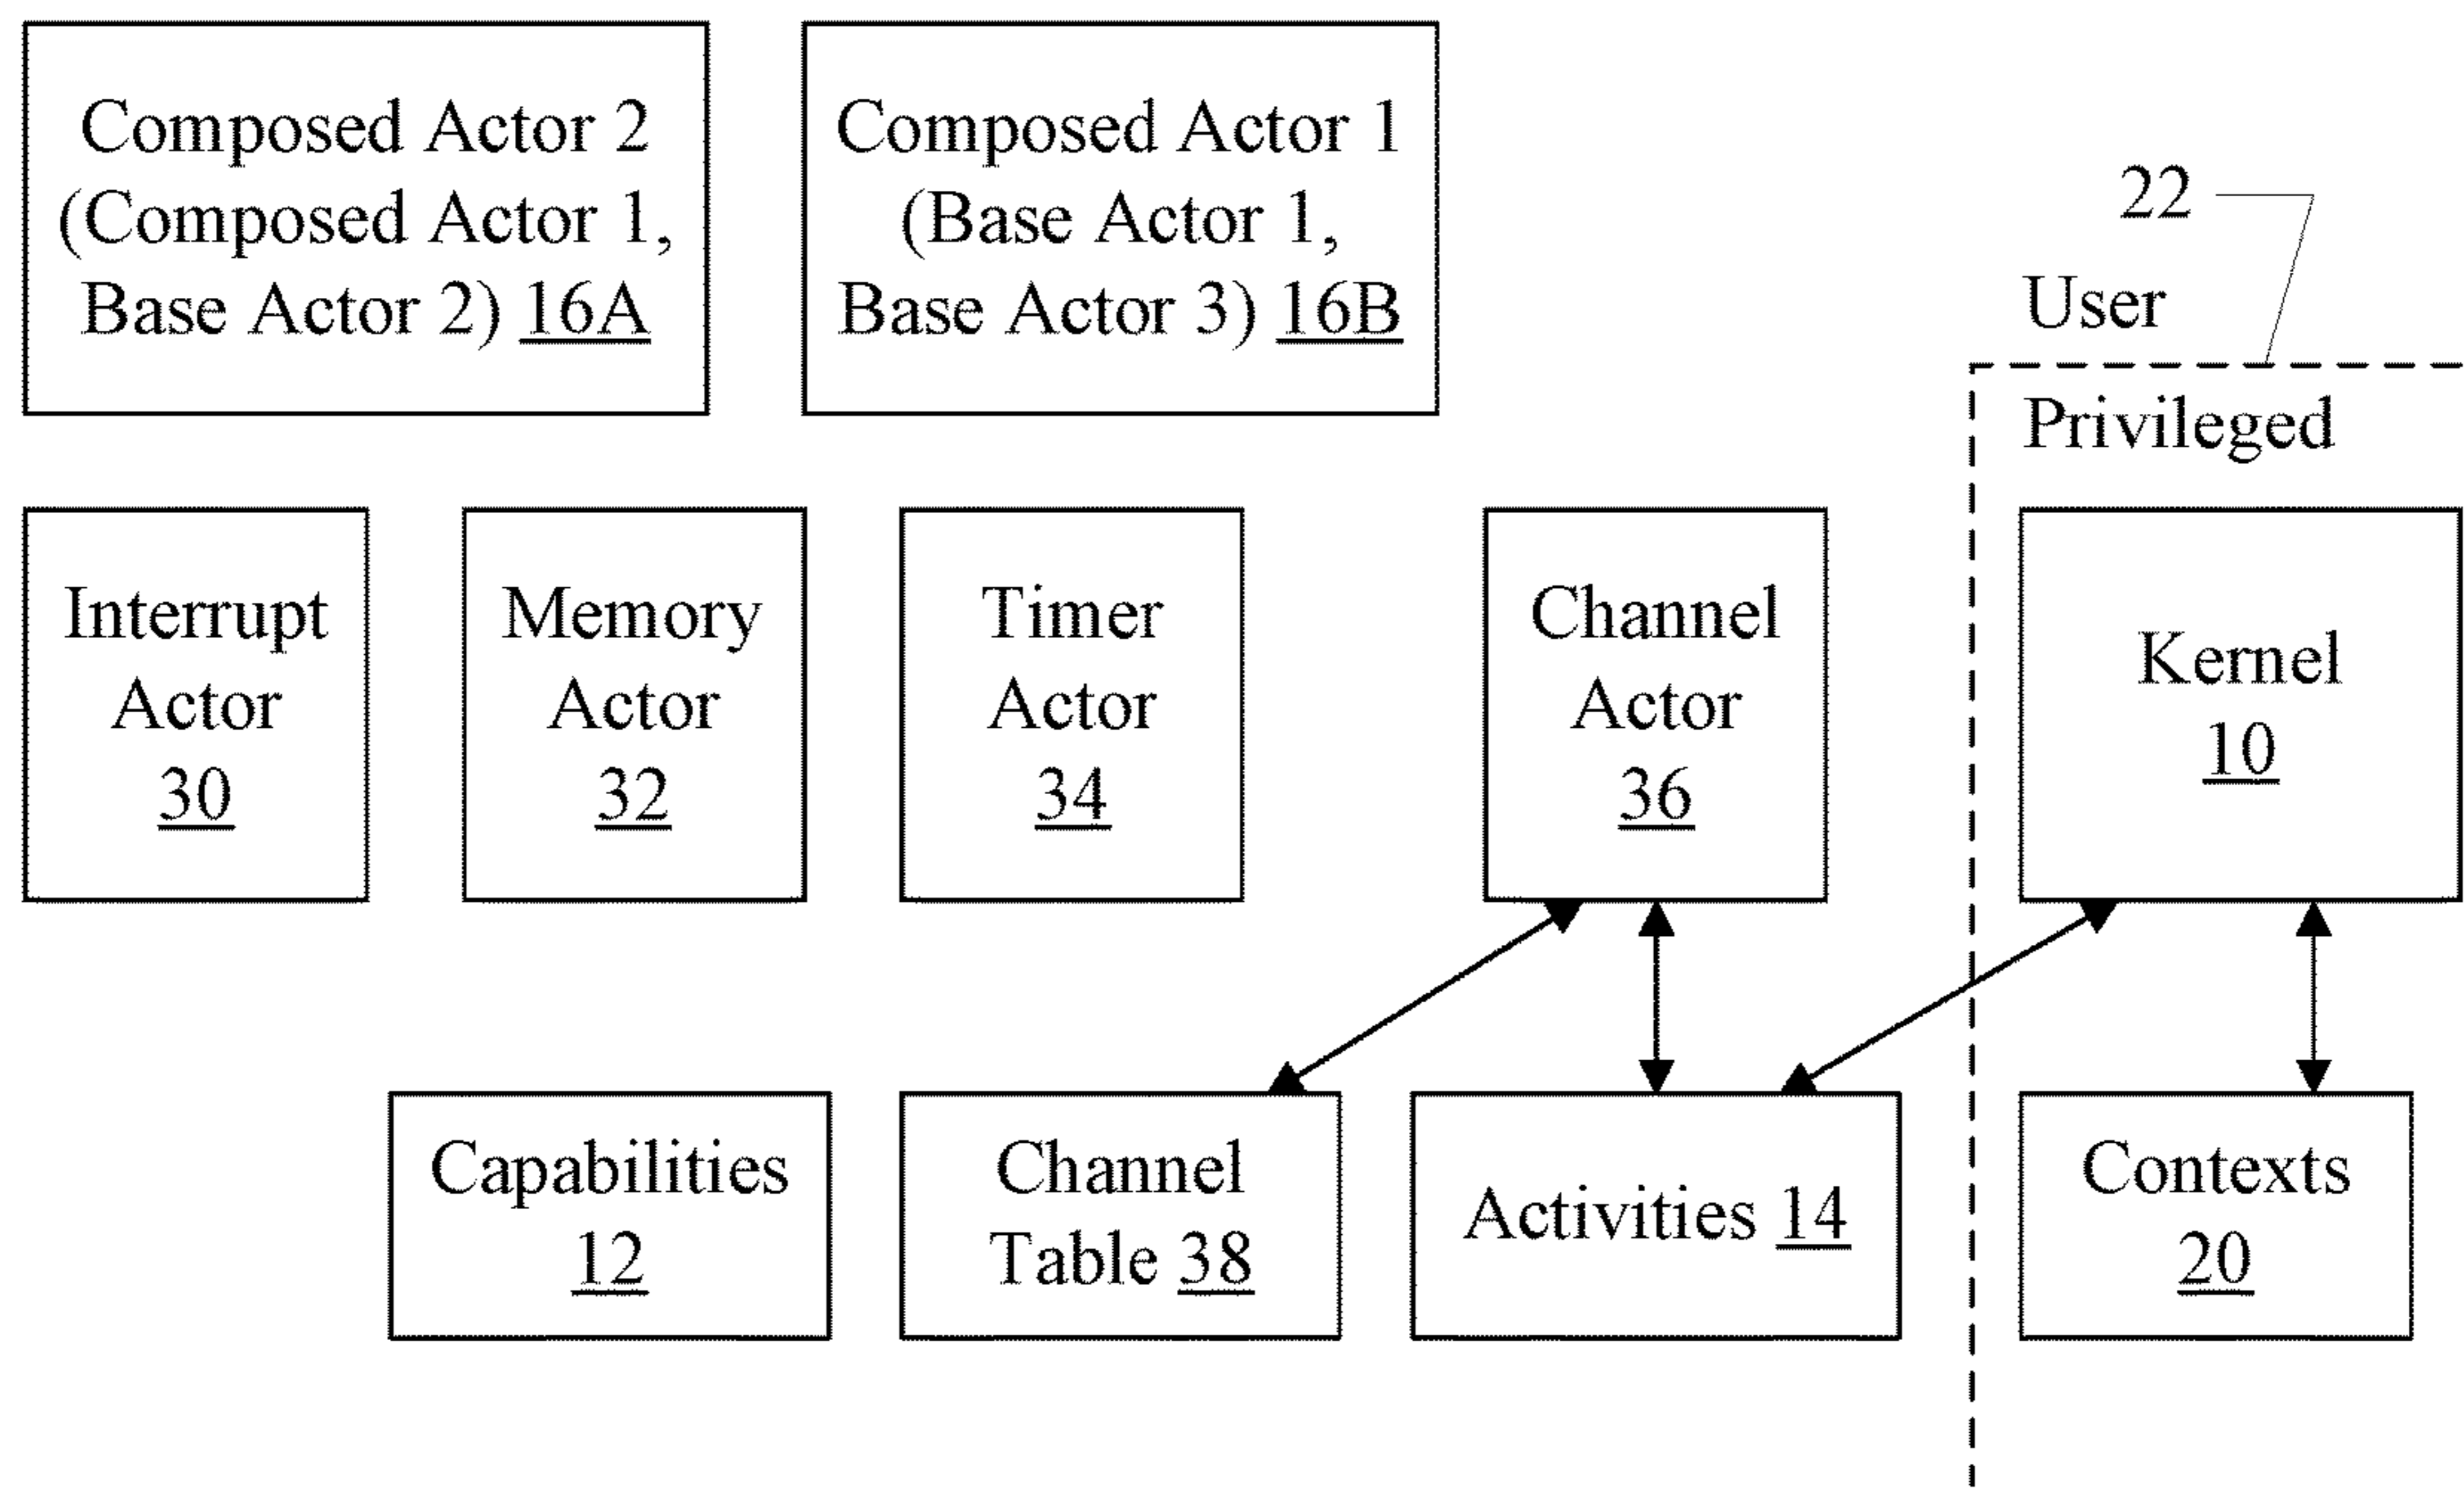 Composed Actor 2
(Composed Actor 1,
Base Actor 2) 16A
Composed Actor 1
(Base Actor 1,
Base Actor 3) 16B
22
User
Privileged
Interrupt
Actor
30
Memory
Actor
32
Timer
Actor
34
Channel
Actor
36
Kernel
10
Capabilities
12
Channel
Table 38
Activities 14
Contexts
20